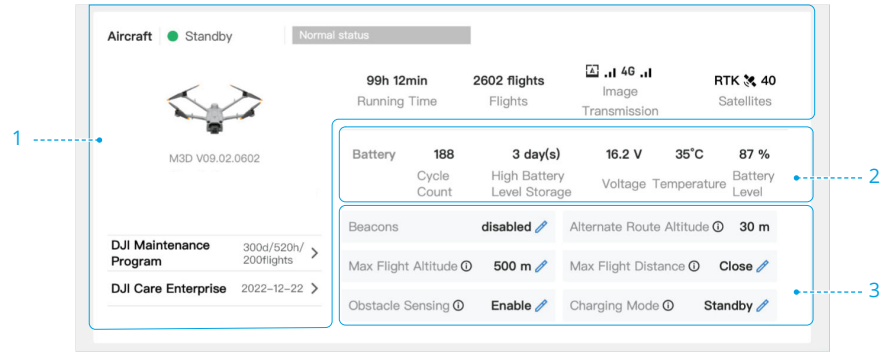 Aircraft Standby Normal status
99h 12min 2602 flights 4G RTK 40
Running Time Flights Image Transmission Satellites
1
M3D V09.02.0602
Battery 188 3 day(s) 16.2 V 35°C 87 %
Cycle Count High Battery Level Storage Voltage Temperature Battery Level
2
Beacons disabled Alternate Route Altitude 30 m
DJI Maintenance Program 300d/520h/200flights
Max Flight Altitude 500 m Max Flight Distance Close
DJI Care Enterprise 2022-12-22
3
Obstacle Sensing Enable Charging Mode Standby